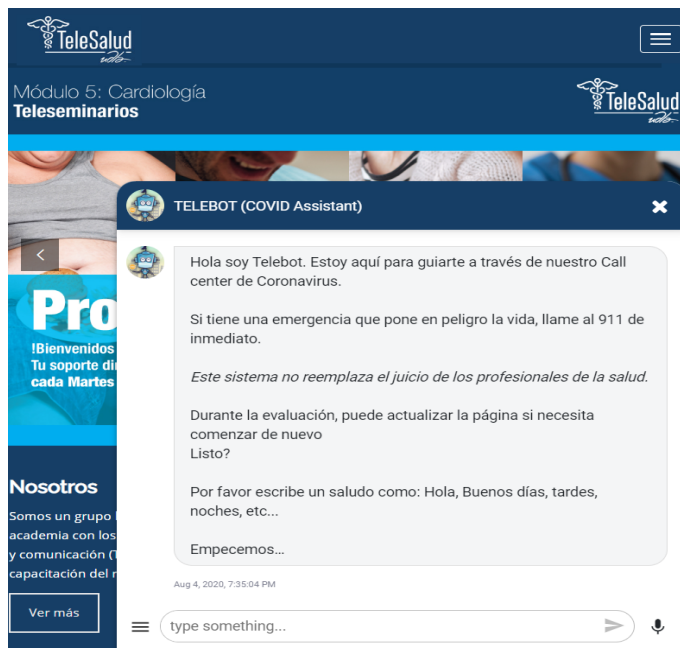 TeleSalud
udla
Módulo 5: Cardiología
Teleseminarios
TeleSalud
udla
TELEBOT (COVID Assistant)
Hola soy Telebot. Estoy aquí para guiarte a través de nuestro Call
center de Coronavirus.
Si tiene una emergencia que pone en peligro la vida, llame al 911 de
inmediato.
Este sistema no reemplaza el juicio de los profesionales de la salud.
Durante la evaluación, puede actualizar la página si necesita
comenzar de nuevo
Listo?
Por favor escribe un saludo como: Hola, Buenos días, tardes,
noches, etc...
Empecemos...
Aug 4, 2020, 7:35:04 PM
type something...
Pro
!Bienvenidos
Tu soporte
cada Martes
Nosotros
Somos un grupo
academia con los
y comunicación
capacitación del
Ver más